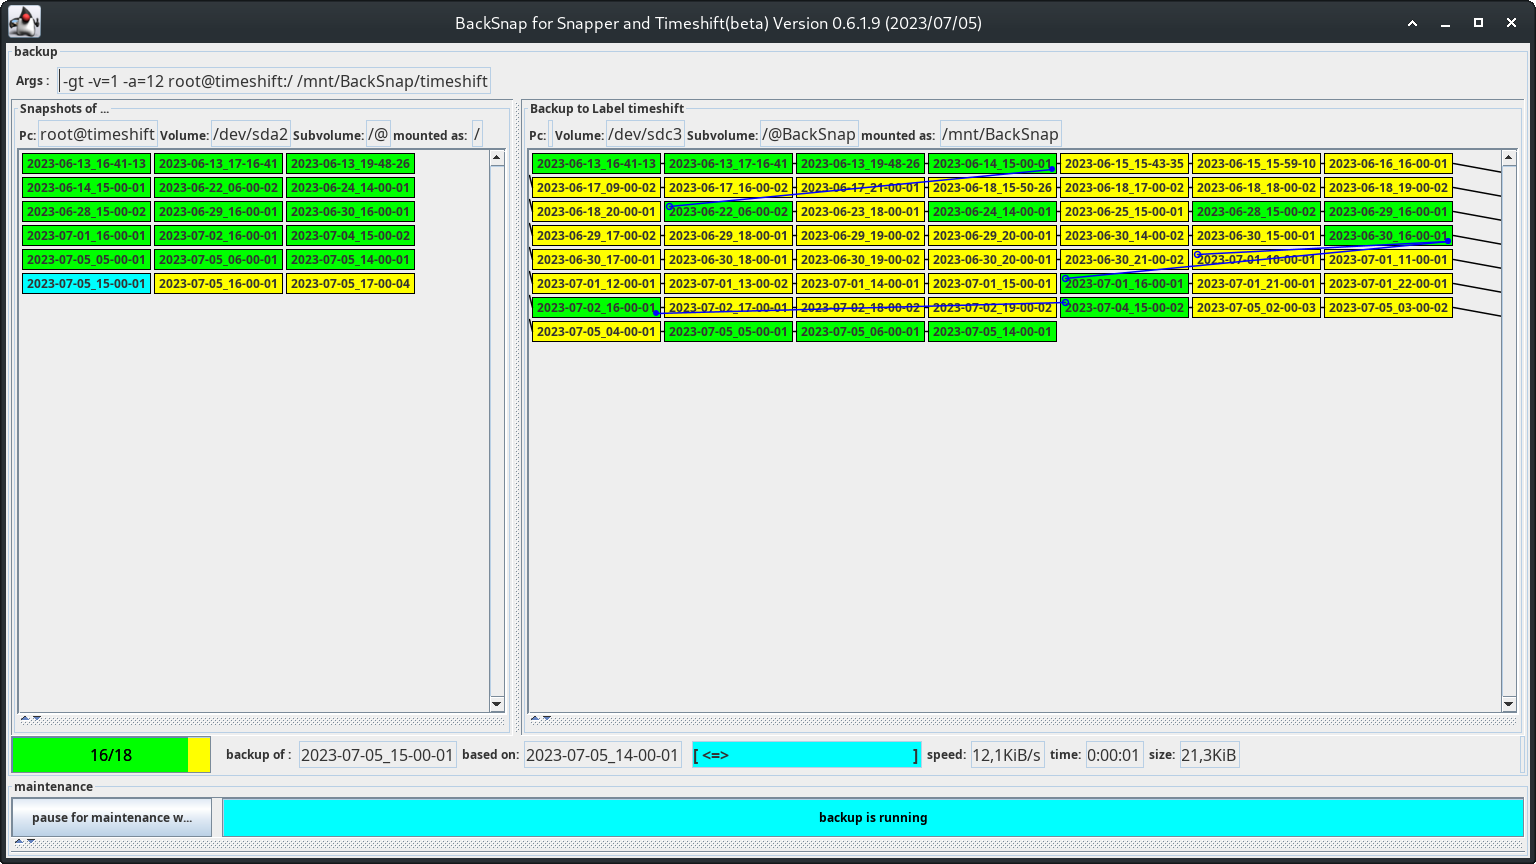 BackSnap for Snapper and Timeshift(beta) Version 0.6.1.9 (2023/07/05)
backup
Args : -gt -v=1 -a=12 root@timeshift:/ /mnt/BackSnap/timeshift
Snapshots of ...
Pc: root@timeshift Volume: /dev/sda2 Subvolume: /@ mounted as: /
2023-06-13_16-41-13 2023-06-13_17-16-41 2023-06-13_19-48-26
2023-06-14_15-00-01 2023-06-22_06-00-02 2023-06-24_14-00-01
2023-06-28_15-00-02 2023-06-29_16-00-01 2023-06-30_16-00-01
2023-07-01_16-00-01 2023-07-02_16-00-01 2023-07-04_15-00-02
2023-07-05_05-00-01 2023-07-05_06-00-01 2023-07-05_14-00-01
2023-07-05_15-00-01 2023-07-05_16-00-01 2023-07-05_17-00-04
Backup to Label timeshift
Pc: Volume: /dev/sdc3 Subvolume: /@BackSnap mounted as: /mnt/BackSnap
2023-06-13_16-41-13 2023-06-13_17-16-41 2023-06-13_19-48-26 2023-06-14_15-00-01 2023-06-15_15-43-35 2023-06-15_15-59-10 2023-06-16_16-00-01
2023-06-17_09-00-02 2023-06-17_16-00-02 2023-06-17_21-00-01 2023-06-18_15-50-26 2023-06-18_17-00-02 2023-06-18_18-00-02 2023-06-18_19-00-02
2023-06-18_20-00-01 2023-06-22_06-00-02 2023-06-23_18-00-01 2023-06-24_14-00-01 2023-06-25_15-00-01 2023-06-28_15-00-02 2023-06-29_16-00-01
2023-06-29_17-00-02 2023-06-29_18-00-01 2023-06-29_19-00-02 2023-06-29_20-00-01 2023-06-30_14-00-02 2023-06-30_15-00-01 2023-06-30_16-00-01
2023-06-30_17-00-01 2023-06-30_18-00-01 2023-06-30_19-00-02 2023-06-30_20-00-01 2023-06-30_21-00-02 2023-07-01_10-00-01 2023-07-01_11-00-01
2023-07-01_12-00-01 2023-07-01_13-00-02 2023-07-01_14-00-01 2023-07-01_15-00-01 2023-07-01_16-00-01 2023-07-01_21-00-01 2023-07-01_22-00-01
2023-07-02_16-00-01 2023-07-02_17-00-01 2023-07-02_18-00-02 2023-07-02_19-00-02 2023-07-04_15-00-02 2023-07-05_02-00-03 2023-07-05_03-00-02
2023-07-05_04-00-01 2023-07-05_05-00-01 2023-07-05_06-00-01 2023-07-05_14-00-01
16/18 backup of : 2023-07-05_15-00-01 based on: 2023-07-05_14-00-01 [ <=> ] speed: 12,1KiB/s time: 0:00:01 size: 21,3KiB
maintenance
pause for maintenance w... backup is running